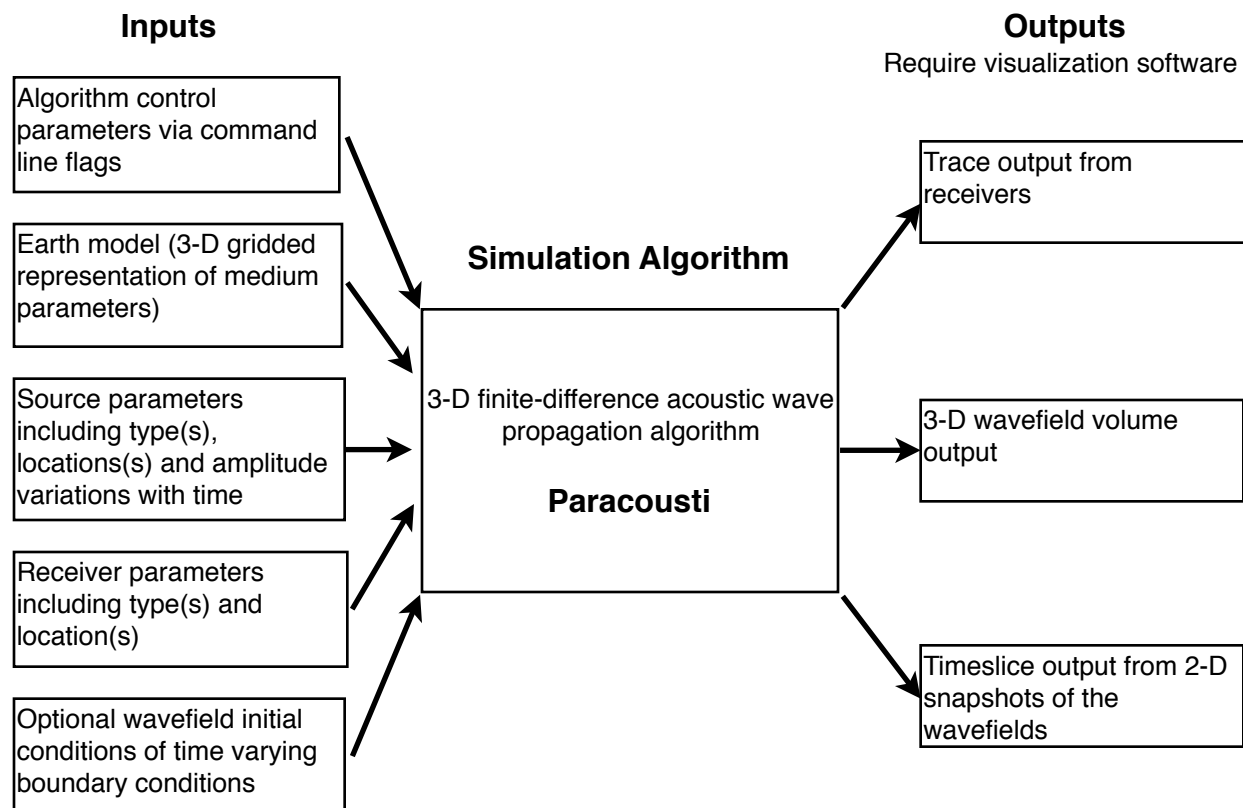 Inputs
Algorithm control
parameters via command
line flags
Earth model (3-D gridded
representation of medium
parameters)
Source parameters
including type(s),
locations(s) and amplitude
variations with time
Receiver parameters
including type(s) and
location(s)
Optional wavefield initial
conditions of time varying
boundary conditions
Simulation Algorithm
3-D finite-difference acoustic wave
propagation algorithm
Paracousti
Outputs
Require visualization software
Trace output from
receivers
3-D wavefield volume
output
Timeslice output from 2-D
snapshots of the
wavefields